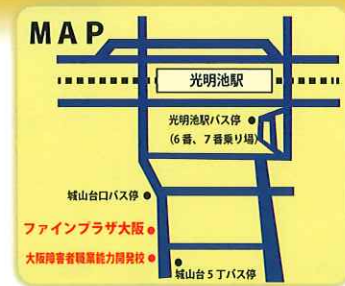 MAP
光明池駅
光明池駅バス停
(6番、7番乗り場)
城山台口バス停
ファインプラザ大阪
大阪障害者職業能力開発校
城山台5丁バス停